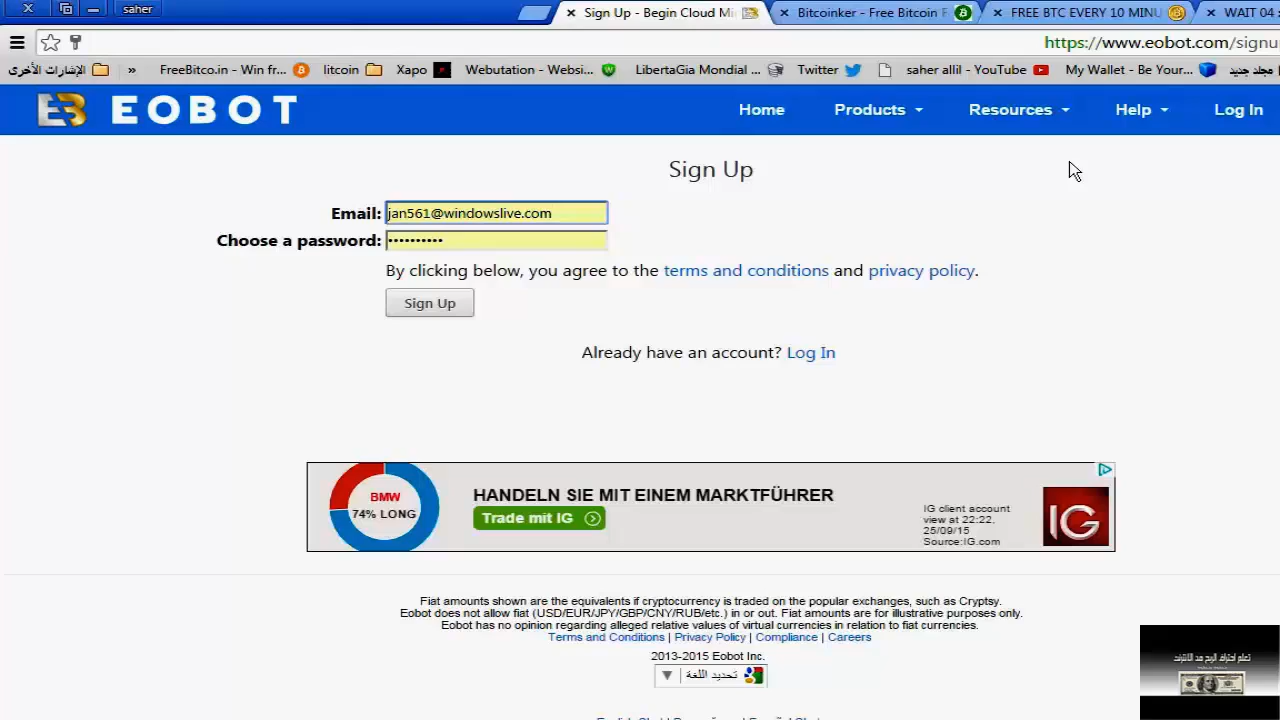 saher
Sign Up - Begin Cloud Mi
Bitcoinker - Free Bitcoin F
FREE BTC EVERY 10 MINU
WAIT 04 :
https://www.eobot.com/signu
الإشارات الأخرى
»
FreeBitco.in - Win fr...
litcoin
Xapo
Webutation - Websi...
LibertaGia Mondial ...
Twitter
saher allil - YouTube
My Wallet - Be Your...
مجلد جديد
EOBOT
Home
Products
Resources
Help
Log In
Sign Up
Email: jan561@windowslive.com
Choose a password: ••••••••••
By clicking below, you agree to the terms and conditions and privacy policy.
Sign Up
Already have an account? Log In
BMW
74% LONG
HANDELN SIE MIT EINEM MARKTFÜHRER
Trade mit IG
IG client account
view at 22:22,
25/09/15
Source:IG.com
IG
Fiat amounts shown are the equivalents if cryptocurrency is traded on the popular exchanges, such as Cryptsy.
Eobot does not allow fiat (USD/EUR/JPY/GBP/CNY/RUB/etc.) in or out. Fiat amounts are for illustrative purposes only.
Eobot has no opinion regarding alleged relative values of virtual currencies in relation to fiat currencies.
Terms and Conditions | Privacy Policy | Compliance | Careers
2013-2015 Eobot Inc.
تحديد اللغة
تعلم احتراف الربح من الانترنت